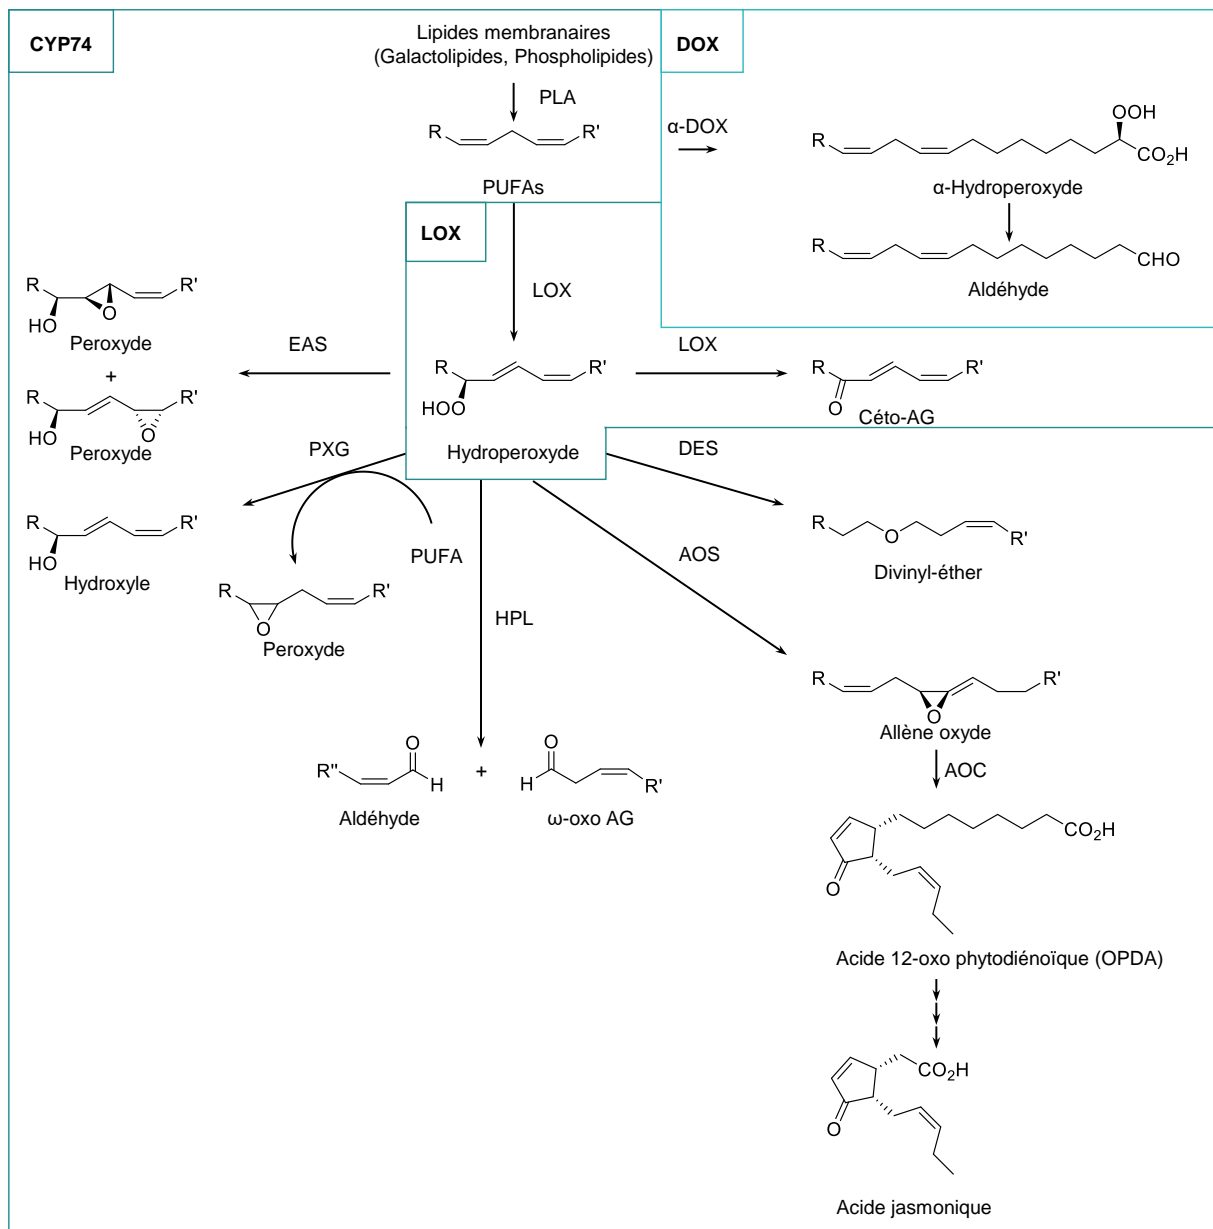 CYP74
Lipides membranaires
(Galactolipides, Phospholipides)
DOX
PLA
R
R'
PUFAs
α-DOX
R
OOH
CO2H
α-Hydroperoxyde
R
CHO
Aldéhyde
LOX
LOX
R
R'
HOO
Hydroperoxyde
LOX
R
R'
O
Céto-AG
EAS
R
R'
O
HO
Peroxyde
+
R
R'
O
HO
Peroxyde
PXG
R
R'
HO
Hydroxyle
PUFA
R
R'
O
Peroxyde
HPL
DES
R
O
R'
Divinyl-éther
AOS
R
R'
O
Allène oxyde
AOC
O
R''
H
Aldéhyde
+
O
H
R'
ω-oxo AG
CO2H
O
Acide 12-oxo phytodiénoïque (OPDA)
CO2H
O
Acide jasmonique